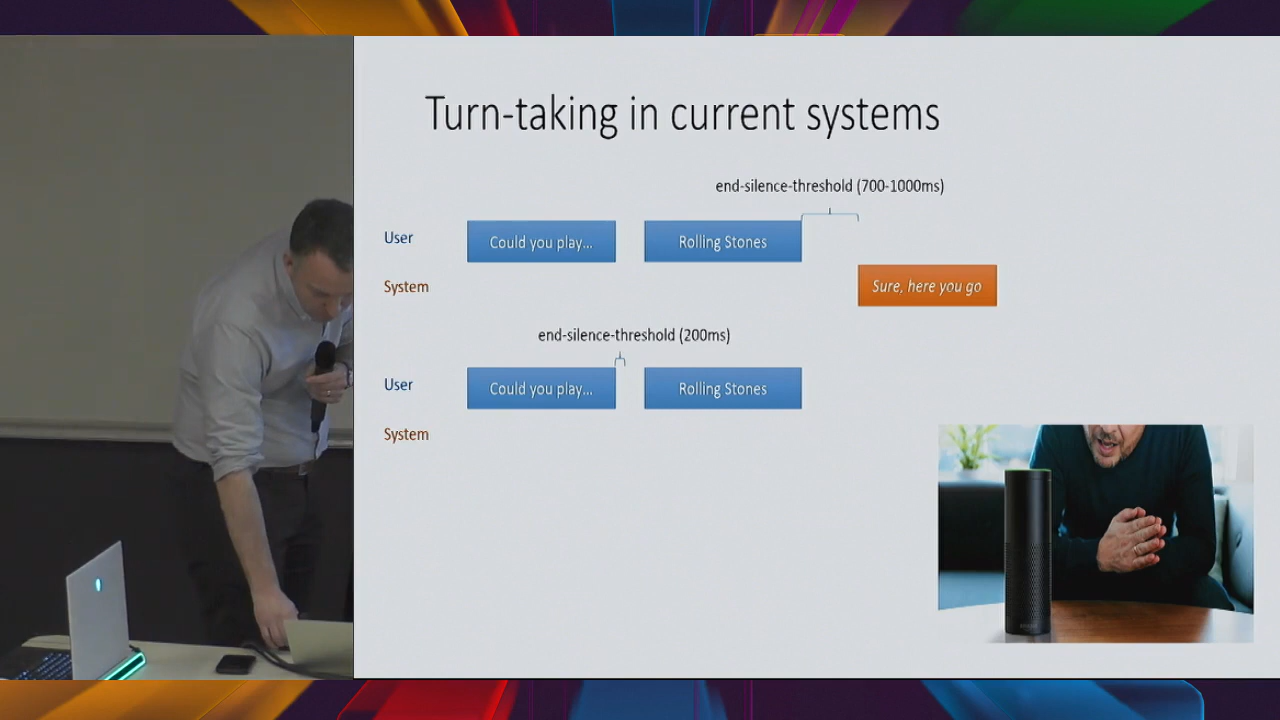 Turn-taking in current systems
end-silence-threshold (700-1000ms)
User
Could you play...
Rolling Stones
System
Sure, here you go
end-silence-threshold (200ms)
User
Could you play...
Rolling Stones
System